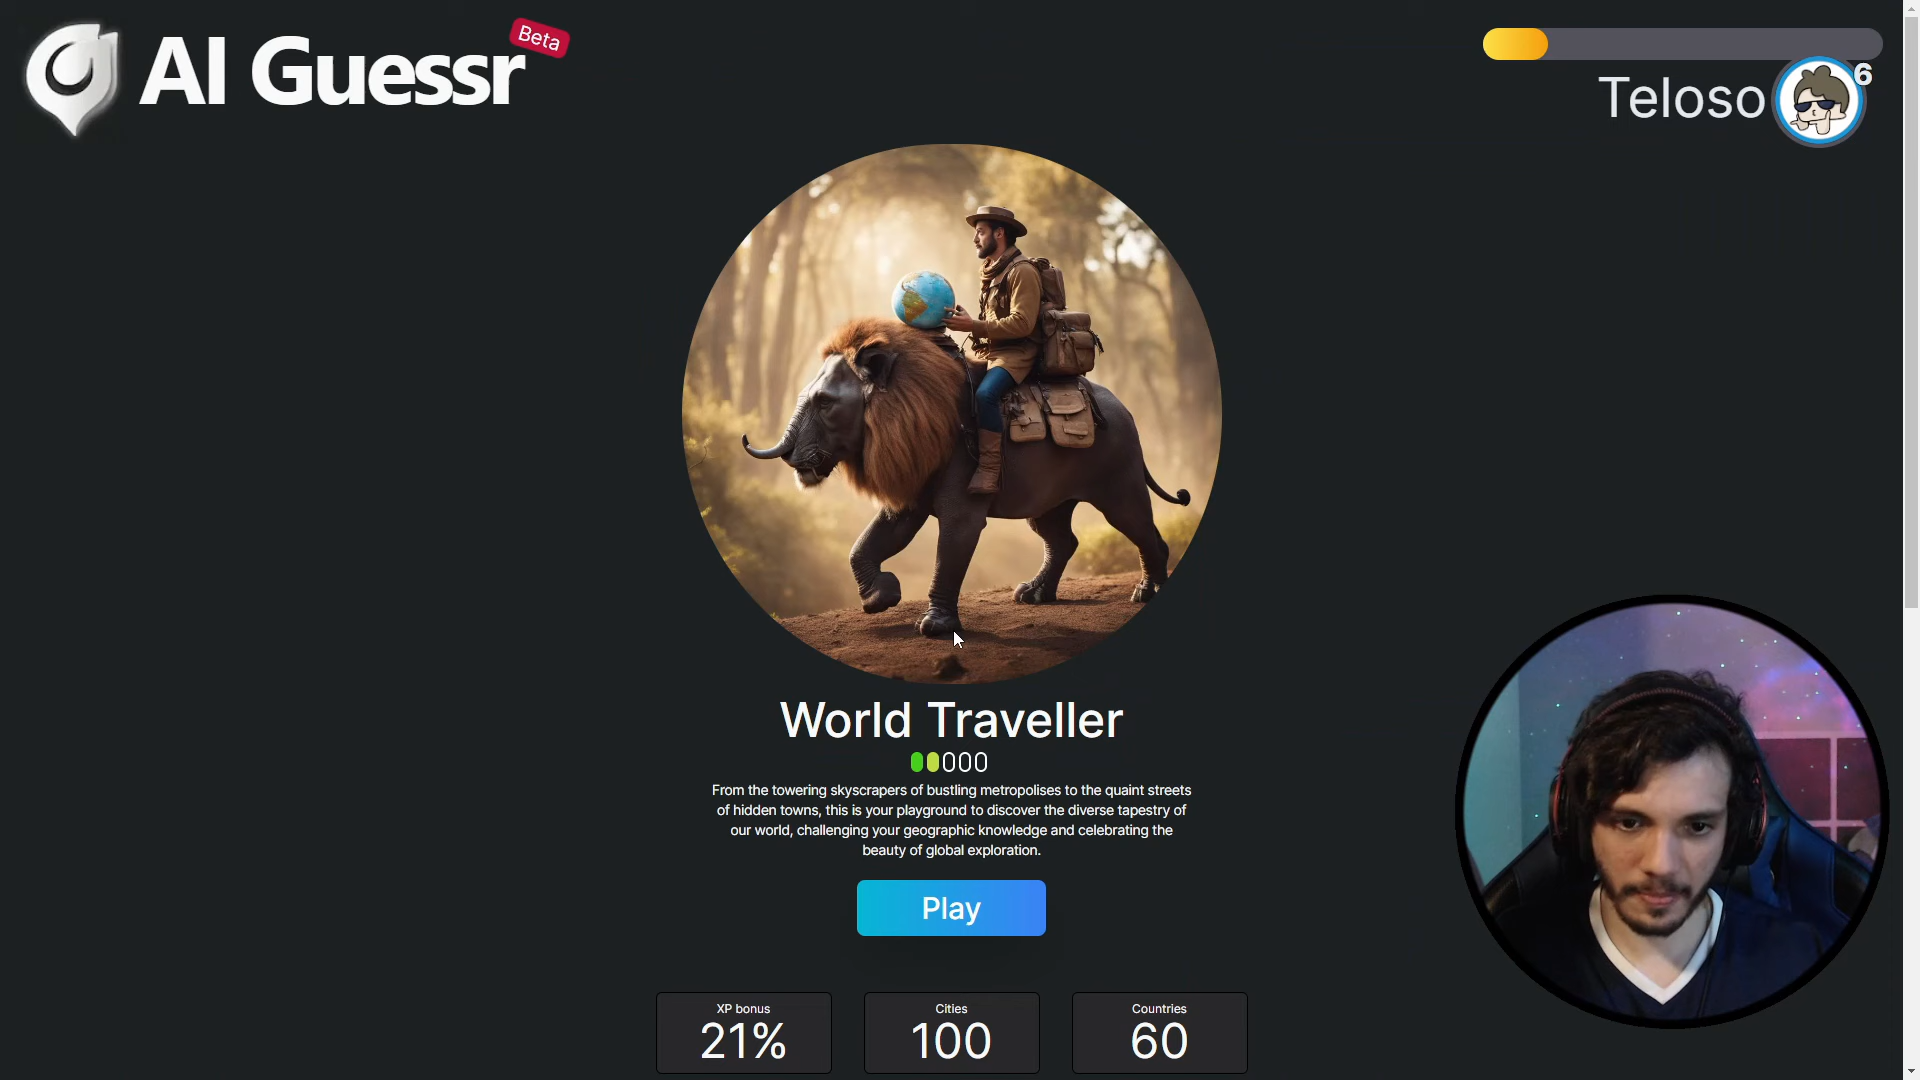 AI Guessr
Beta
Teloso
6
World Traveller
From the towering skyscrapers of bustling metropolises to the quaint streets
of hidden towns, this is your playground to discover the diverse tapestry of
our world, challenging your geographic knowledge and celebrating the
beauty of global exploration.
Play
XP bonus
21%
Cities
100
Countries
60